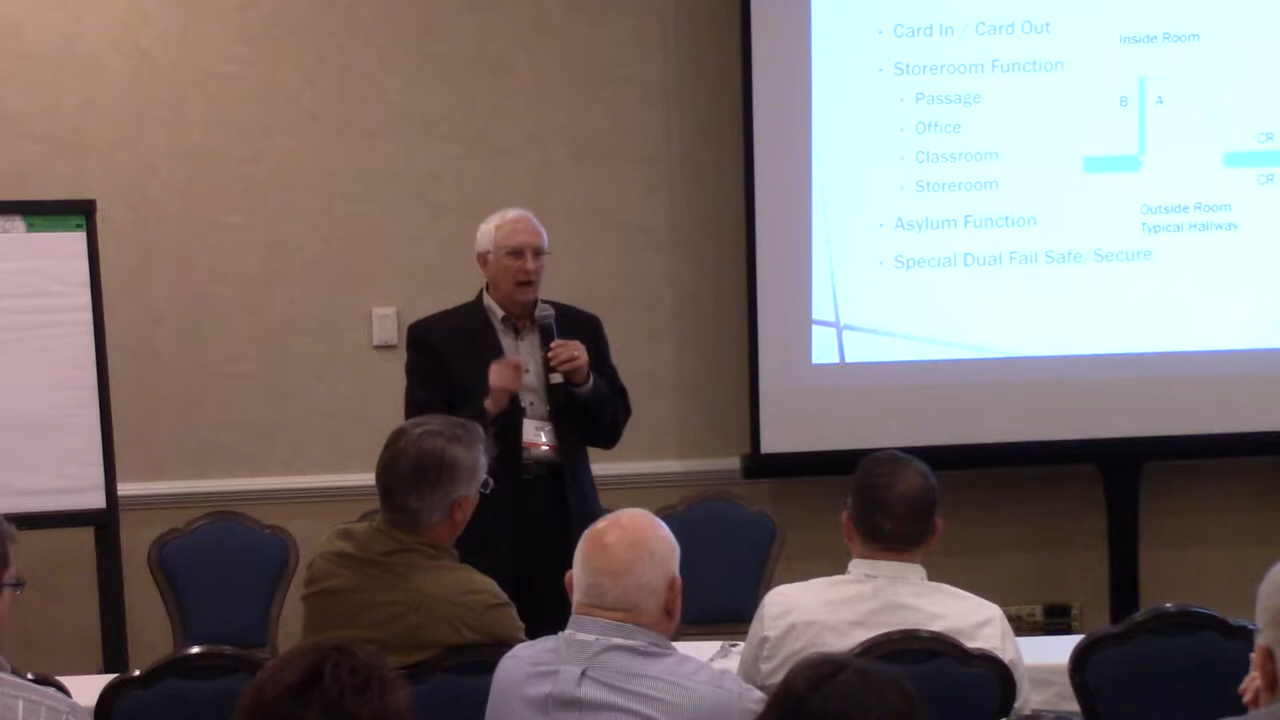 Card In / Card Out
Storeroom Function
Passage
Office
Classroom
Storeroom
Asylum Function
Special Dual Fail Safe/Secure
Inside Room
B A
CR
CR
Outside Room
Typical Hallway